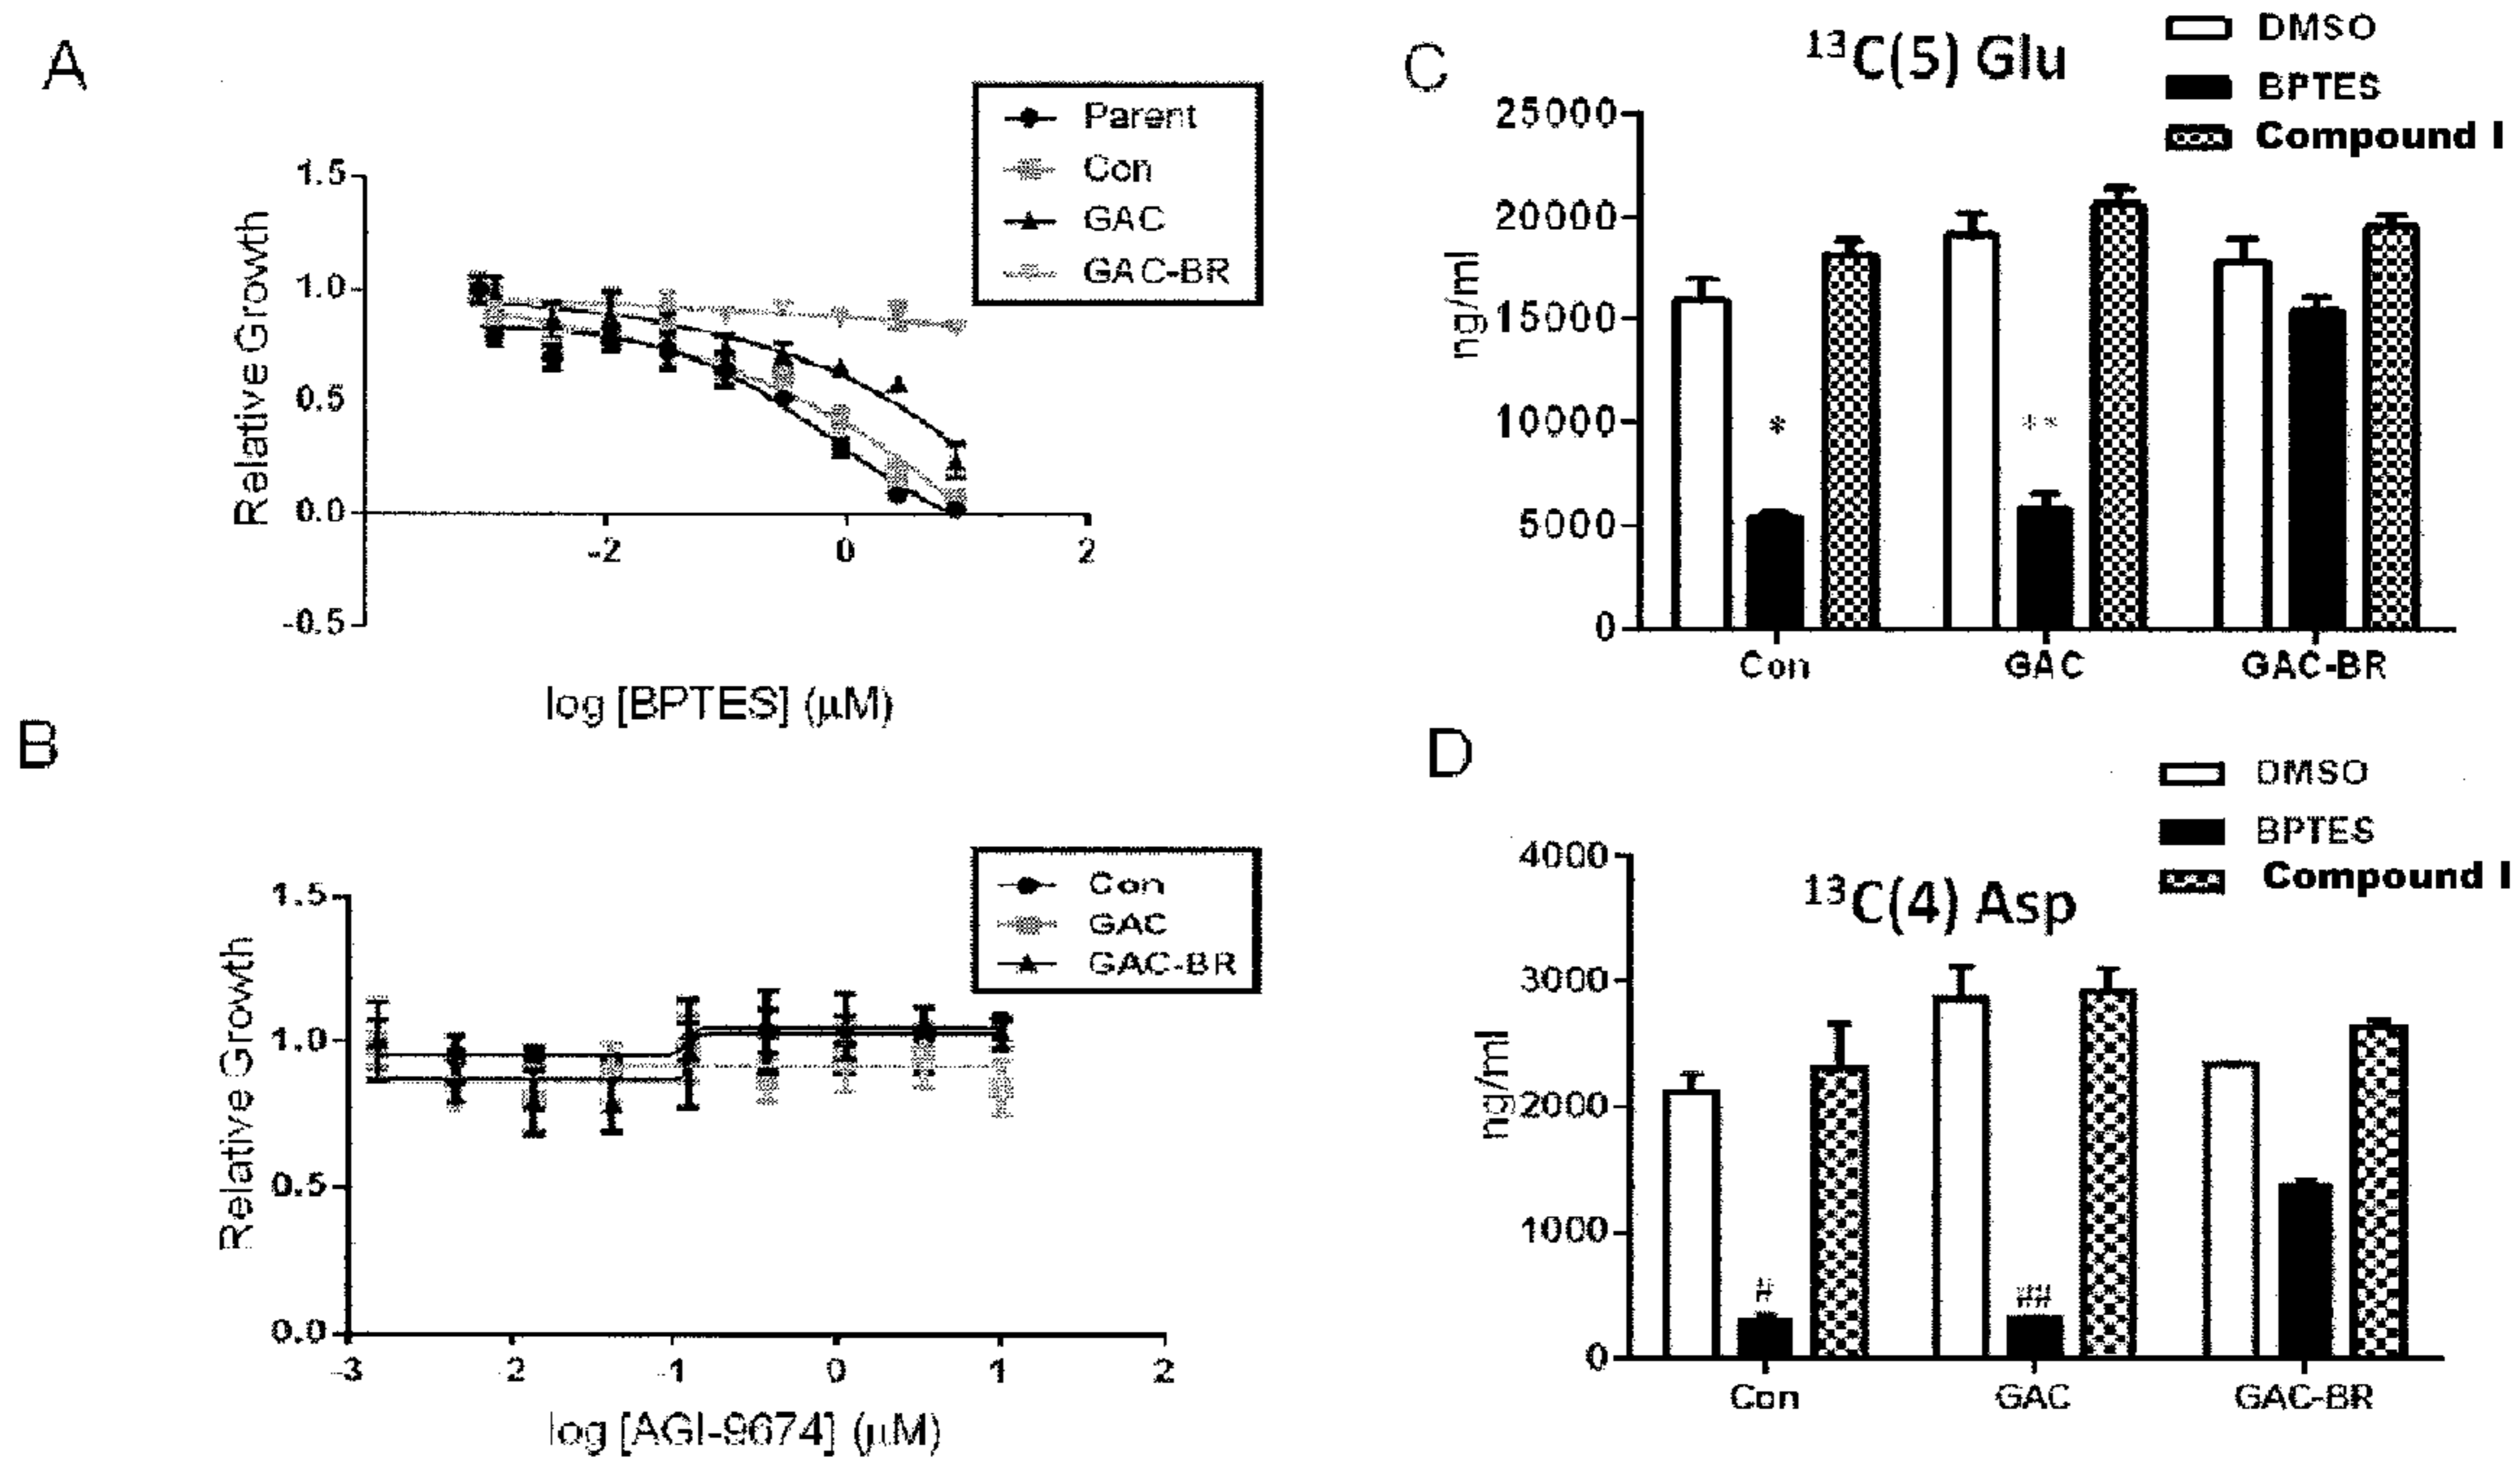 A
Parent
Con
GAC
GAC-BR
1.5
1.0
0.5
0.0
-0.5
Relative Growth
-2
0
2
log [BPTES] (µM)
B
Con
GAC
GAC-BR
1.5
1.0
0.5
0.0
Relative Growth
-3
-2
-1
0
1
2
log [AGI-9674] (µM)
C
¹³C(5) Glu
DMSO
BPTES
Compound I
25000
20000
15000
10000
5000
0
ng/ml
*
**
Con
GAC
GAC-BR
D
¹³C(4) Asp
DMSO
BPTES
Compound I
4000
3000
2000
1000
0
ng/ml
#
##
Con
GAC
GAC-BR